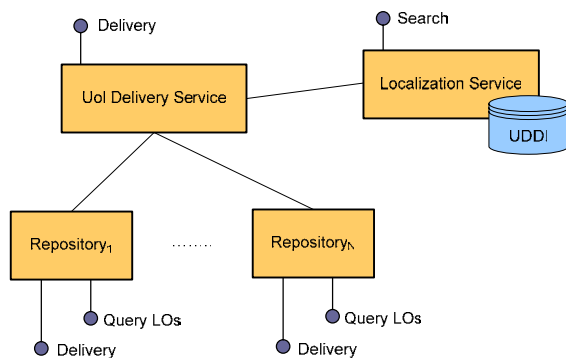 Delivery
Search
UoI Delivery Service
Localization Service
UDDI
Repository1
........
RepositoryN
Query LOs
Query LOs
Delivery
Delivery